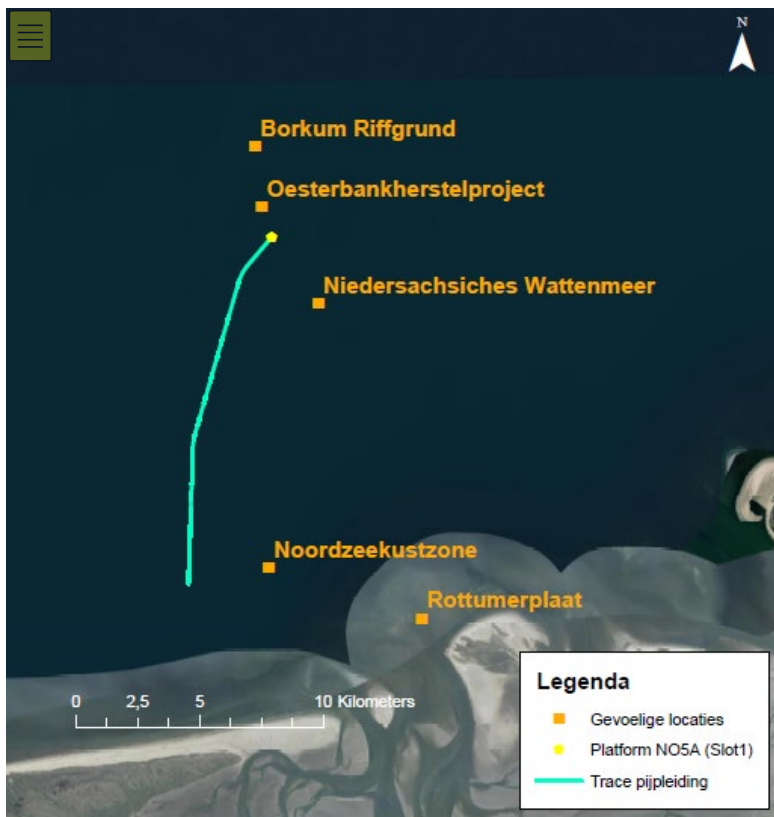 N
Borkum Riffgrund
Oesterbankherstelproject
Niedersachsiches Wattenmeer
Noordzeekustzone
Rottumerplaat
0 2,5 5 10 Kilometers
Legenda
Gevoelige locaties
Platform NO5A (Slot1)
Trace pijpleiding